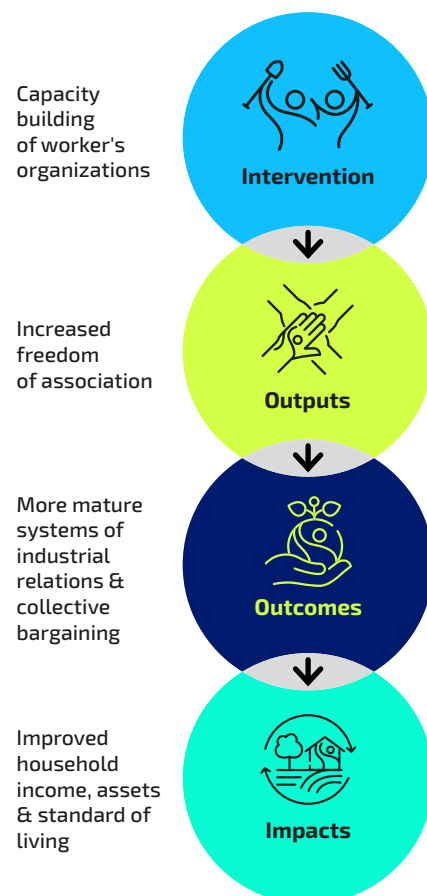 Capacity
building
of worker's
organizations
Intervention
Increased
freedom
of association
Outputs
More mature
systems of
industrial
relations &
collective
bargaining
Outcomes
Improved
household
income, assets
& standard of
living
Impacts